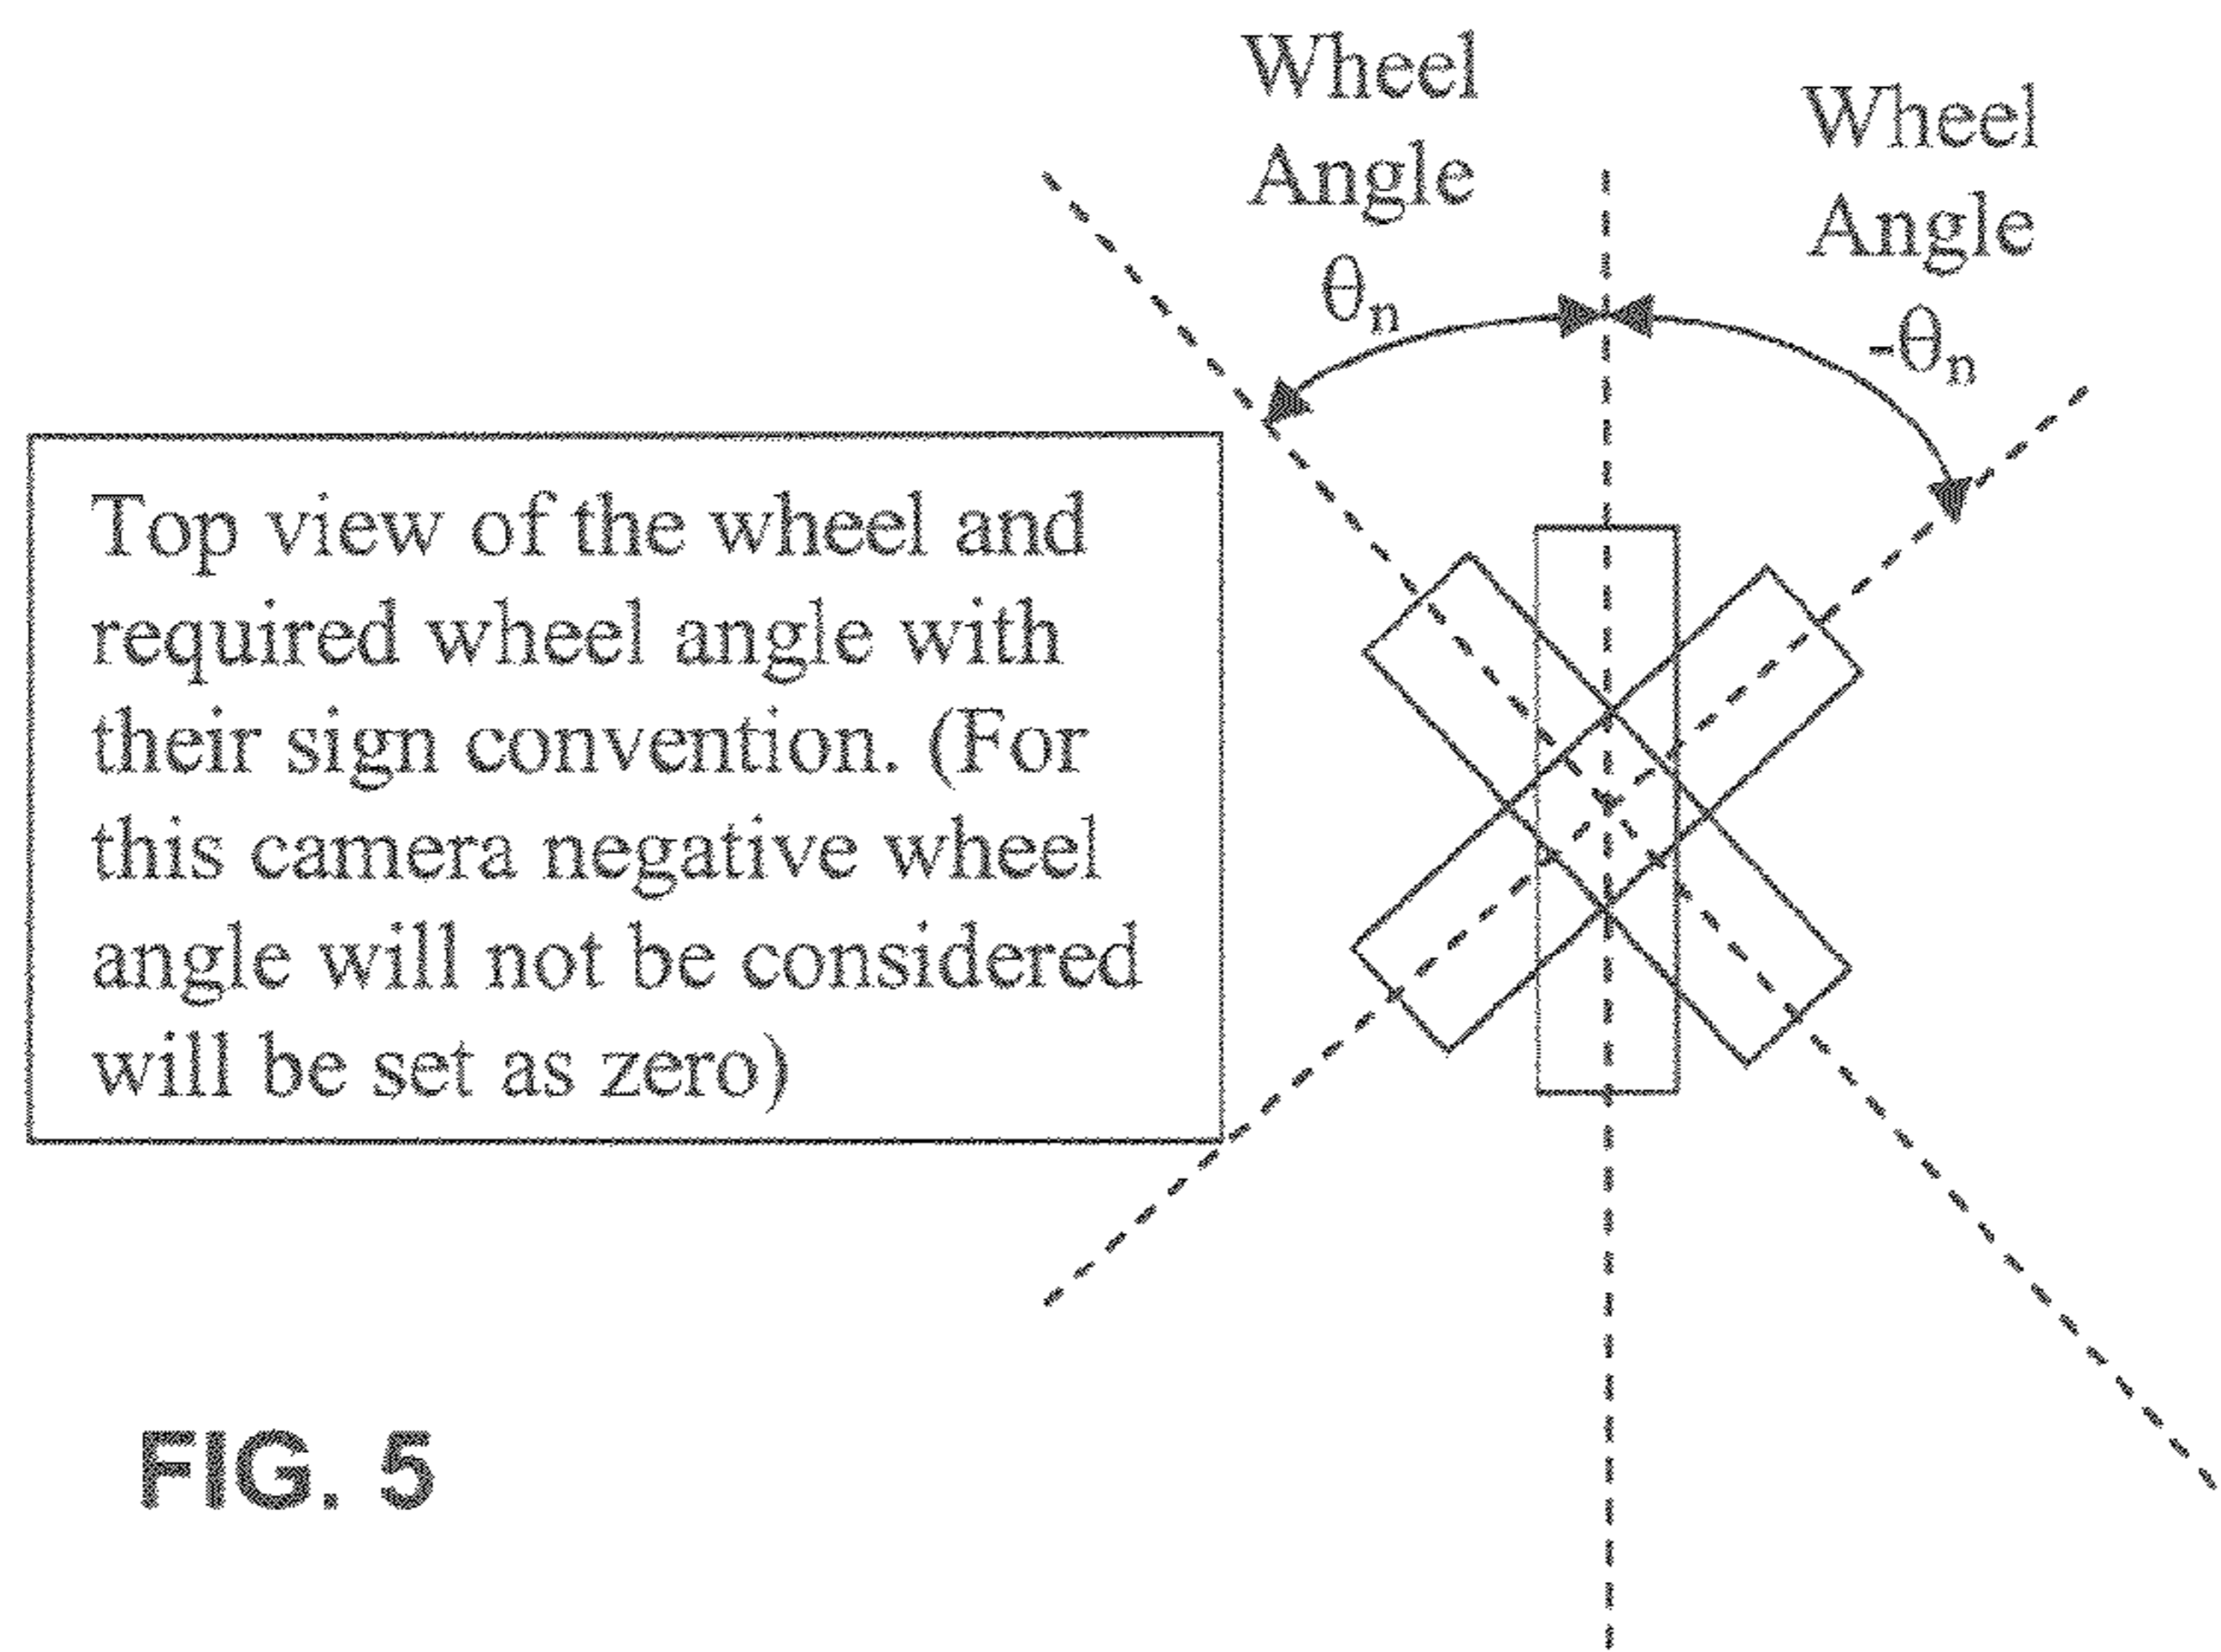 Wheel
Angle
θn
Wheel
Angle
-θn
Top view of the wheel and
required wheel angle with
their sign convention. (For
this camera negative wheel
angle will not be considered
will be set as zero)
FIG. 5